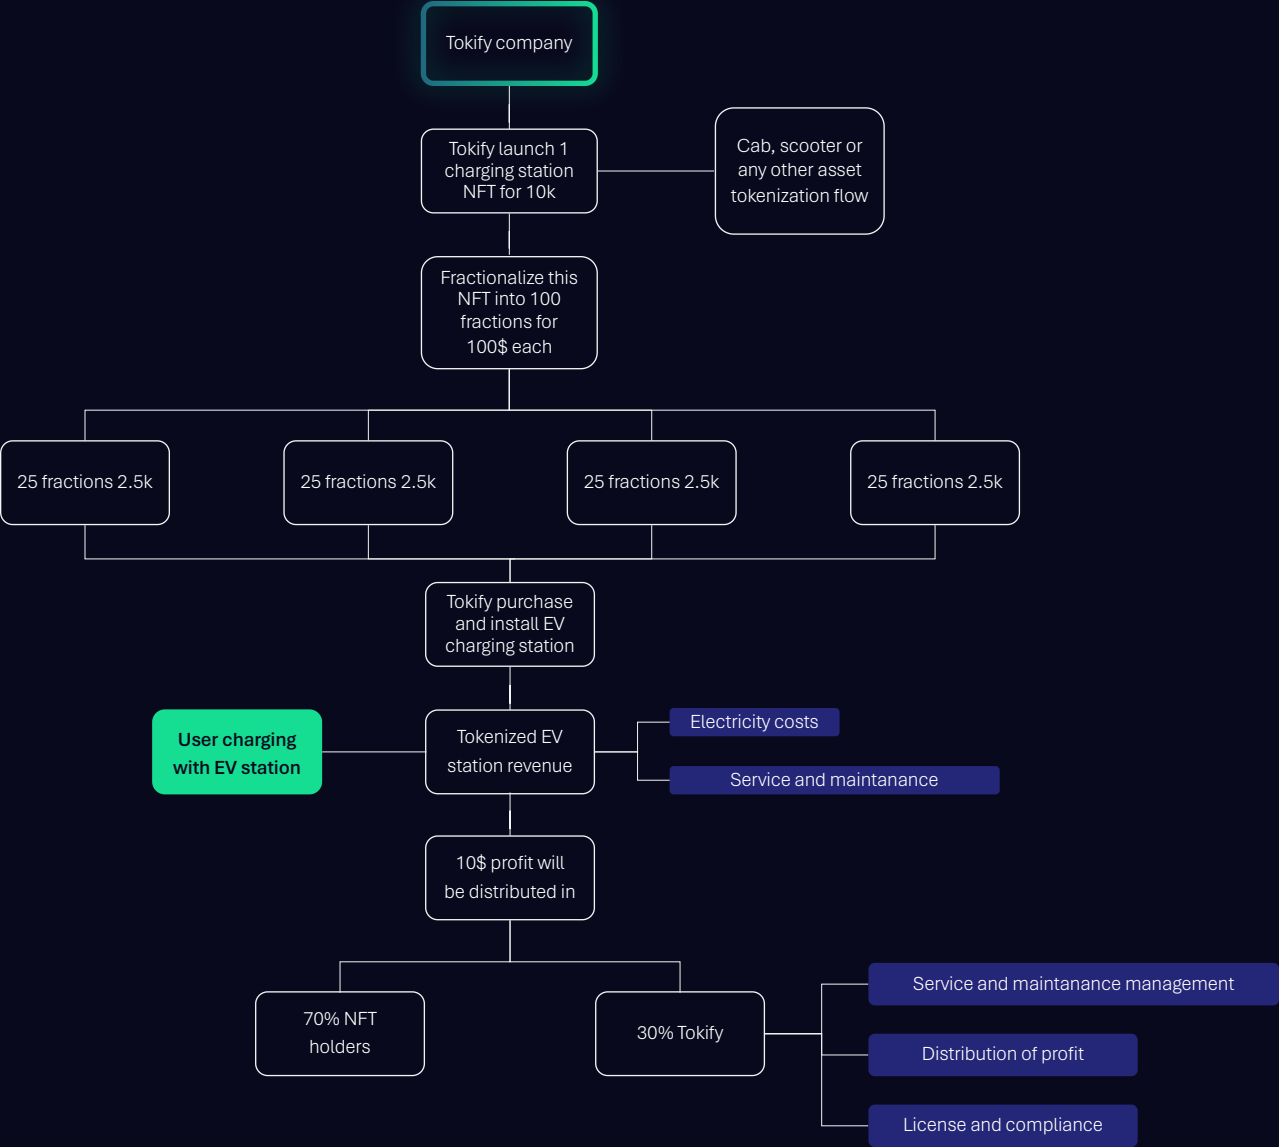 Tokify company
Tokify launch 1
charging station
NFT for 10k
Cab, scooter or
any other asset
tokenization flow
Fractionalize this
NFT into 100
fractions for
100$ each
25 fractions 2.5k
25 fractions 2.5k
25 fractions 2.5k
25 fractions 2.5k
Tokify purchase
and install EV
charging station
User charging
with EV station
Tokenized EV
station revenue
Electricity costs
Service and maintanance
10$ profit will
be distributed in
70% NFT
holders
30% Tokify
Service and maintanance management
Distribution of profit
License and compliance